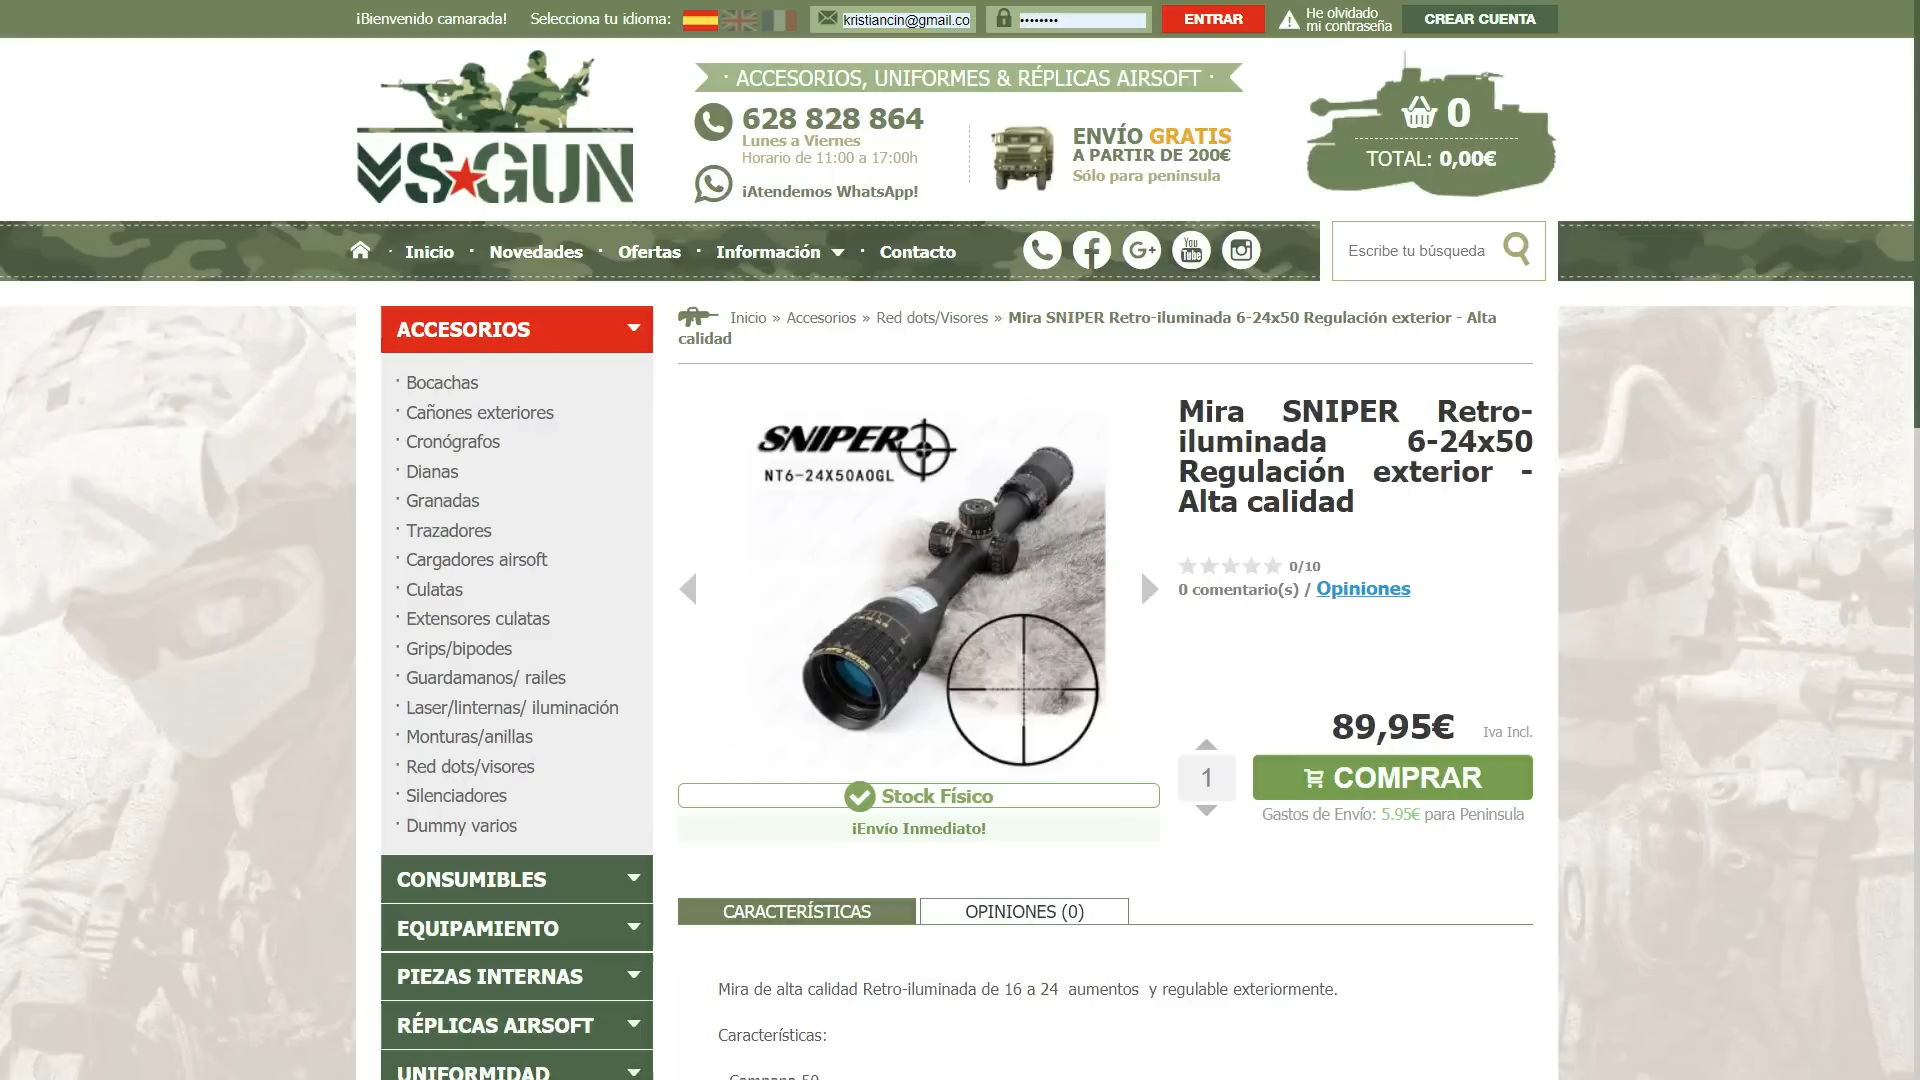 ¡Bienvenido camarada!
Selecciona tu idioma:
kristiancin@gmail.co
••••••••
ENTRAR
He olvidado
mi contraseña
CREAR CUENTA
VSGUN
· ACCESORIOS, UNIFORMES & RÉPLICAS AIRSOFT ·
628 828 864
Lunes a Viernes
Horario de 11:00 a 17:00h
¡Atendemos WhatsApp!
ENVÍO GRATIS
A PARTIR DE 200€
Sólo para peninsula
0
TOTAL: 0,00€
· Inicio · Novedades · Ofertas · Información · Contacto
You
Tube
Escribe tu búsqueda
ACCESORIOS
· Bocachas
· Cañones exteriores
· Cronógrafos
· Dianas
· Granadas
· Trazadores
· Cargadores airsoft
· Culatas
· Extensores culatas
· Grips/bipodes
· Guardamanos/ railes
· Laser/linternas/ iluminación
· Monturas/anillas
· Red dots/visores
· Silenciadores
· Dummy varios
CONSUMIBLES
EQUIPAMIENTO
PIEZAS INTERNAS
RÉPLICAS AIRSOFT
UNIFORMIDAD
Inicio » Accesorios » Red dots/Visores » Mira SNIPER Retro-iluminada 6-24x50 Regulación exterior - Alta
calidad
SNIPER
NT6-24X50AOGL
Mira SNIPER Retro-
iluminada 6-24x50
Regulación exterior -
Alta calidad
0/10
0 comentario(s) / Opiniones
89,95€ Iva Incl.
1
COMPRAR
Gastos de Envío: 5.95€ para Peninsula
Stock Físico
¡Envío Inmediato!
CARACTERÍSTICAS
OPINIONES (0)
Mira de alta calidad Retro-iluminada de 16 a 24 aumentos y regulable exteriormente.
Características:
- Campana 50